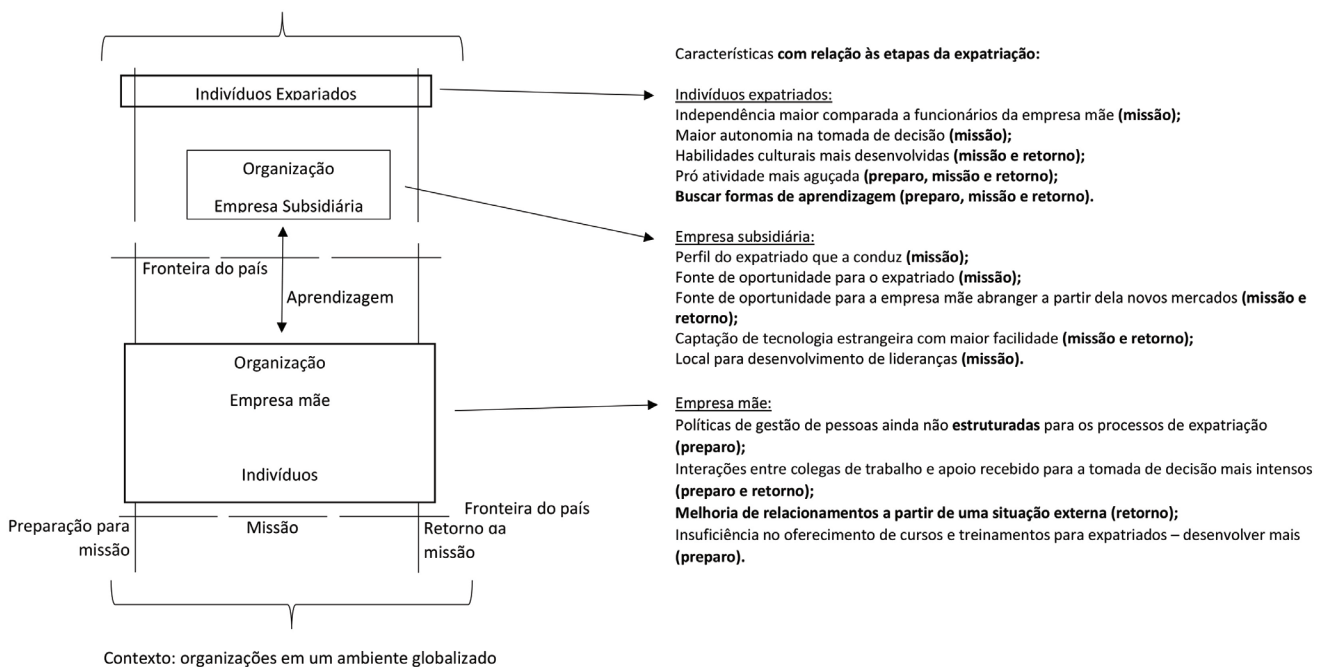 Indivíduos Expariados
Organização
Empresa Subsidiária
Fronteira do país
Aprendizagem
Organização
Empresa mãe
Indivíduos
Fronteira do país
Preparação para
missão
Missão
Retorno da
missão
Contexto: organizações em um ambiente globalizado
Características com relação às etapas da expatriação:
Indivíduos expatriados:
Independência maior comparada a funcionários da empresa mãe (missão);
Maior autonomia na tomada de decisão (missão);
Habilidades culturais mais desenvolvidas (missão e retorno);
Pró atividade mais aguçada (preparo, missão e retorno);
Buscar formas de aprendizagem (preparo, missão e retorno).
Empresa subsidiária:
Perfil do expatriado que a conduz (missão);
Fonte de oportunidade para o expatriado (missão);
Fonte de oportunidade para a empresa mãe abranger a partir dela novos mercados (missão e
retorno);
Captação de tecnologia estrangeira com maior facilidade (missão e retorno);
Local para desenvolvimento de lideranças (missão).
Empresa mãe:
Políticas de gestão de pessoas ainda não estruturadas para os processos de expatriação
(preparo);
Interações entre colegas de trabalho e apoio recebido para a tomada de decisão mais intensos
(preparo e retorno);
Melhoria de relacionamentos a partir de uma situação externa (retorno);
Insuficiência no oferecimento de cursos e treinamentos para expatriados – desenvolver mais
(preparo).